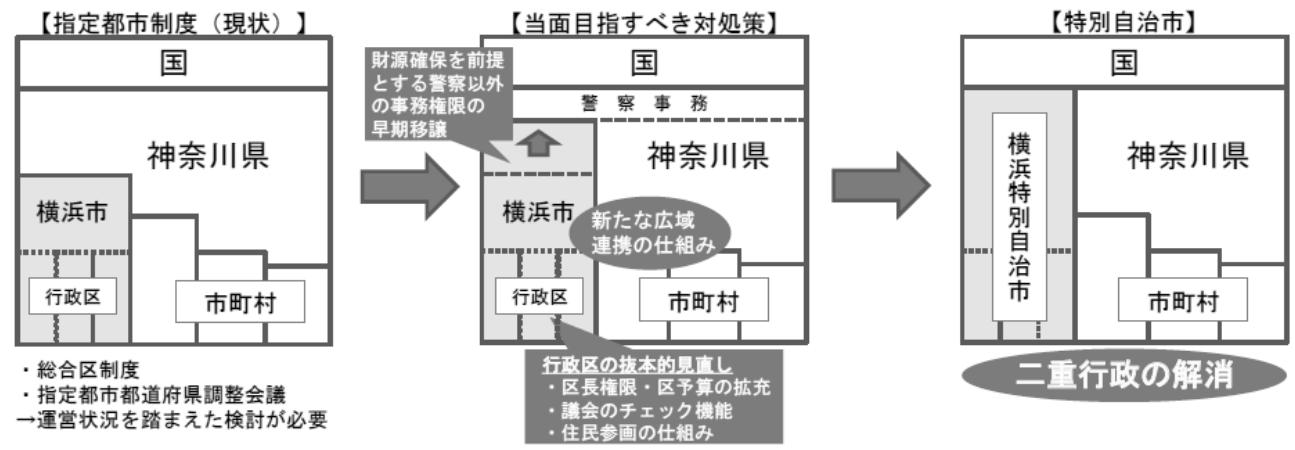 【指定都市制度（現状）】
国
神奈川県
横浜市
行政区
市町村
・総合区制度
・指定都市都道府県調整会議
→運営状況を踏まえた検討が必要
【当面目指すべき対処策】
国
財源確保を前提
とする警察以外
の事務権限の
早期移譲
警察事務
神奈川県
横浜市
新たな広域
連携の仕組み
行政区
市町村
行政区の抜本的見直し
・区長権限・区予算の拡充
・議会のチェック機能
・住民参画の仕組み
【特別自治市】
国
神奈川県
横浜特別自治市
市町村
二重行政の解消